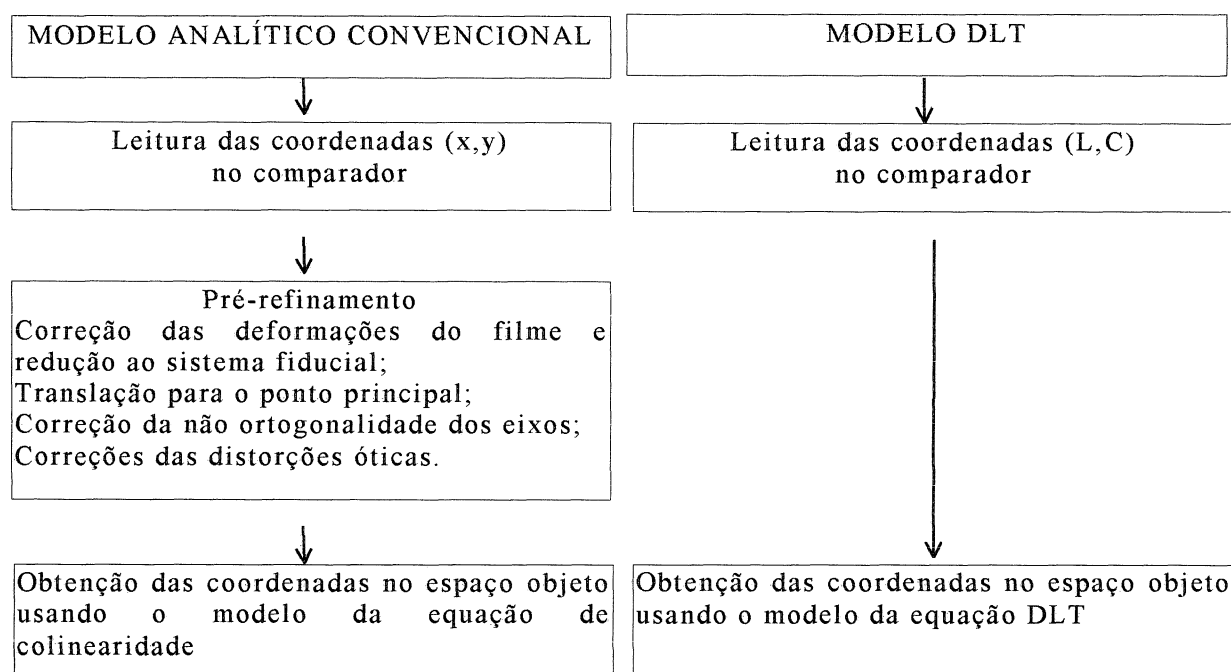 MODELO ANALÍTICO CONVENCIONAL
Leitura das coordenadas (x,y)
no comparador
Pré-refinamento
Correção das deformações do filme e
redução ao sistema fiducial;
Translação para o ponto principal;
Correção da não ortogonalidade dos eixos;
Correções das distorções óticas.
Obtenção das coordenadas no espaço objeto
usando o modelo da equação de
colinearidade
MODELO DLT
Leitura das coordenadas (L,C)
no comparador
Obtenção das coordenadas no espaço objeto
usando o modelo da equação DLT